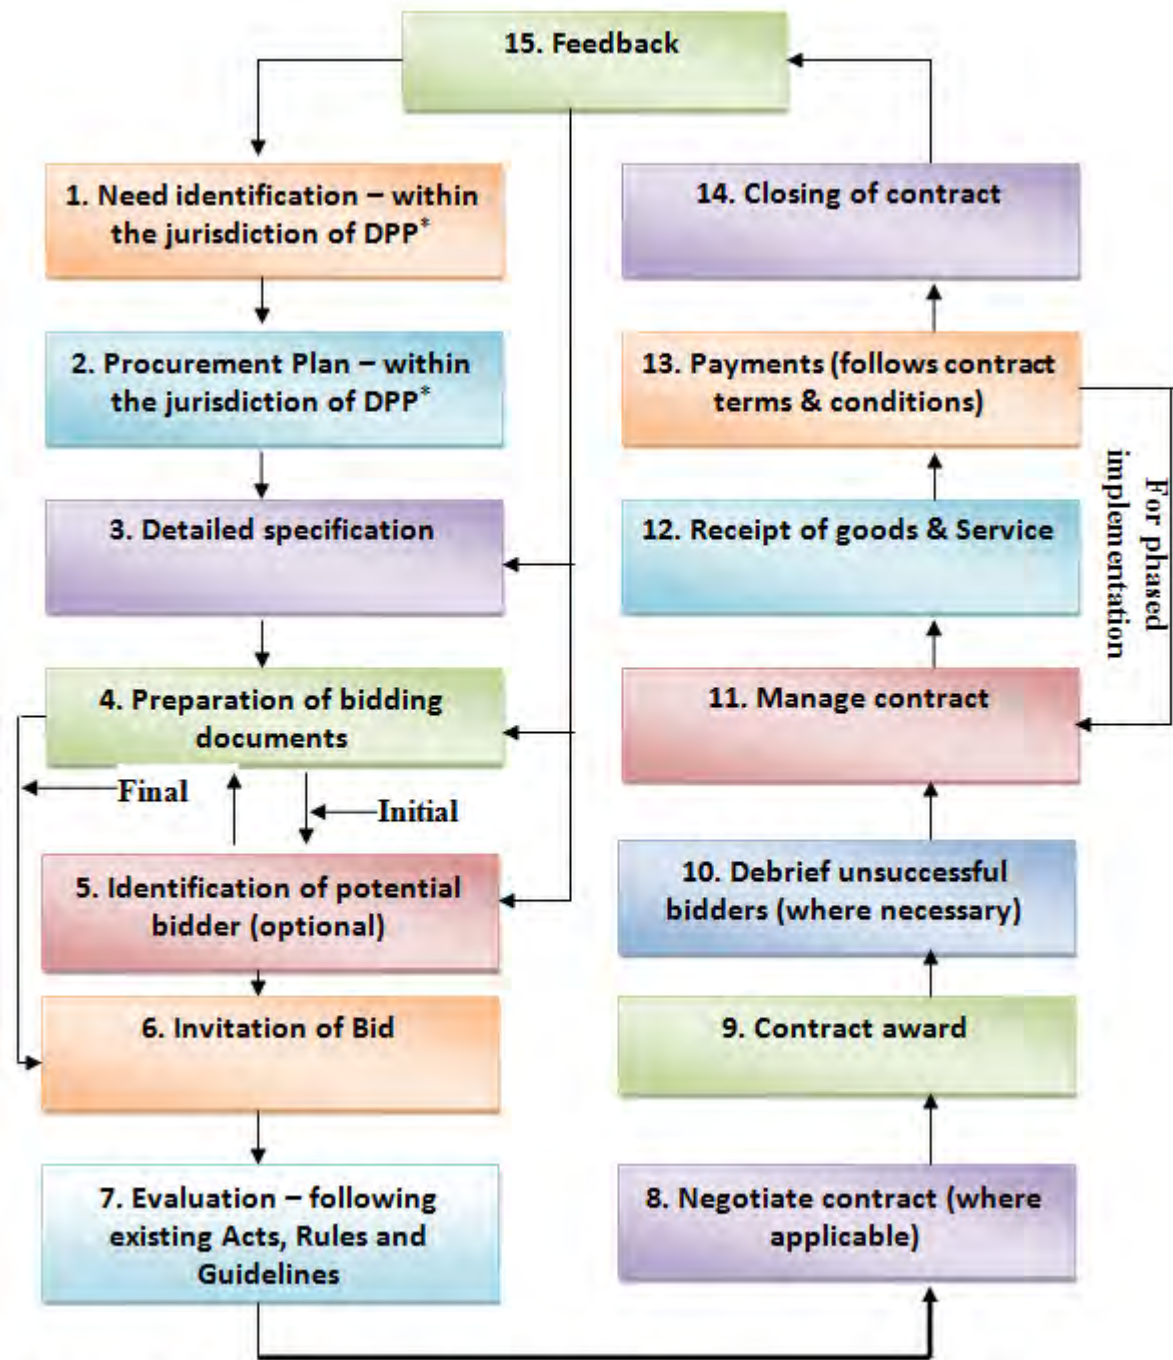 15. Feedback
1. Need identification – within
the jurisdiction of DPP*
2. Procurement Plan – within
the jurisdiction of DPP*
3. Detailed specification
4. Preparation of bidding
documents
Final
Initial
5. Identification of potential
bidder (optional)
6. Invitation of Bid
7. Evaluation – following
existing Acts, Rules and
Guidelines
14. Closing of contract
13. Payments (follows contract
terms & conditions)
For phased
implementation
12. Receipt of goods & Service
11. Manage contract
10. Debrief unsuccessful
bidders (where necessary)
9. Contract award
8. Negotiate contract (where
applicable)